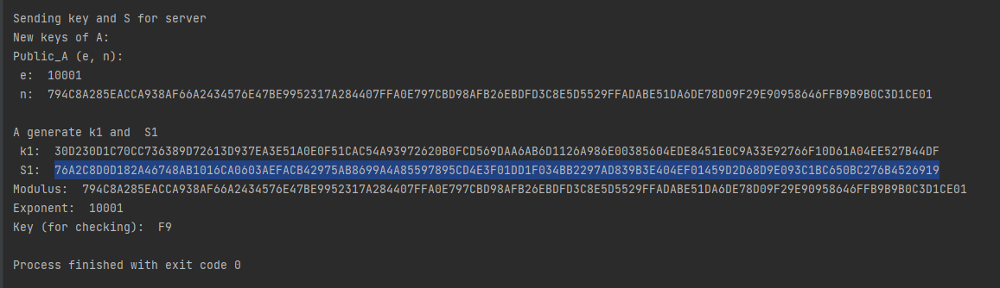 Sending key and S for server
New keys of A:
Public_A (e, n):
e: 10001
n: 794C8A285EACCA938AF66A2434576E47BE9952317A284407FFA0E797CBD98AFB26EBDFD3C8E5D5529FFADABE51DA6DE78D09F29E90958646FFB9B9B0C3D1CE01
A generate k1 and  S1
k1: 30D230D1C70CC736389D72613D937EA3E51A0E0F51CAC54A93972620B0FCD569DAA6AB6D1126A986E00385604EDE8451E0C9A33E92766F10D61A04EE527B44DF
S1: 76A2C8D0D182A46748AB1016CA0603AEFACB42975AB8699A4A85597895CD4E3F01DD1F034BB2297AD839B3E404EF01459D2D68D9E093C1BC650BC276B4526919
Modulus: 794C8A285EACCA938AF66A2434576E47BE9952317A284407FFA0E797CBD98AFB26EBDFD3C8E5D5529FFADABE51DA6DE78D09F29E90958646FFB9B9B0C3D1CE01
Exponent: 10001
Key (for checking): F9
Process finished with exit code 0